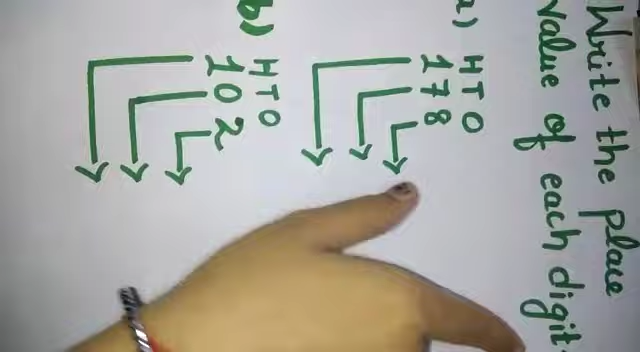 Write the place
value of each digit.
a) H T O
1 7 8
b) H T O
1 0 2